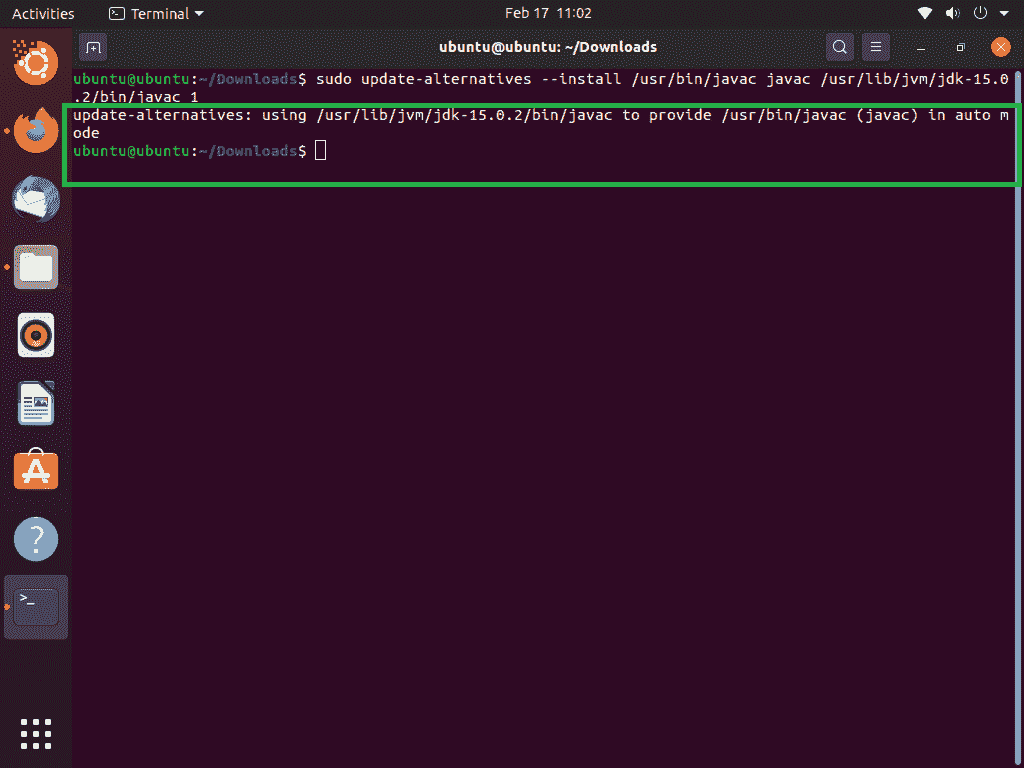 Activities Terminal Feb 17 11:02
ubuntu@ubuntu: ~/Downloads
ubuntu@ubuntu:~/Downloads$ sudo update-alternatives --install /usr/bin/javac javac /usr/lib/jvm/jdk-15.0
.2/bin/javac 1
update-alternatives: using /usr/lib/jvm/jdk-15.0.2/bin/javac to provide /usr/bin/javac (javac) in auto m
ode
ubuntu@ubuntu:~/Downloads$